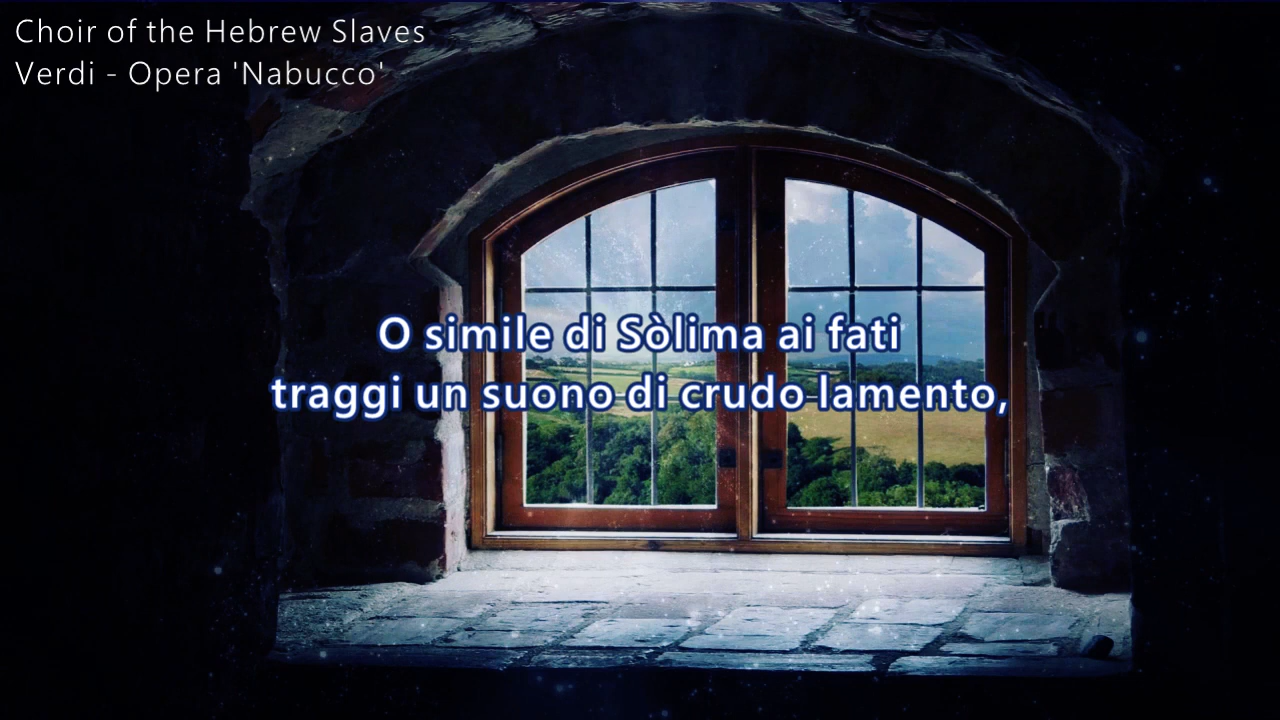 Choir of the Hebrew Slaves
Verdi - Opera 'Nabucco'
O simile di Sòlima ai fati
traggi un suono di crudo lamento,